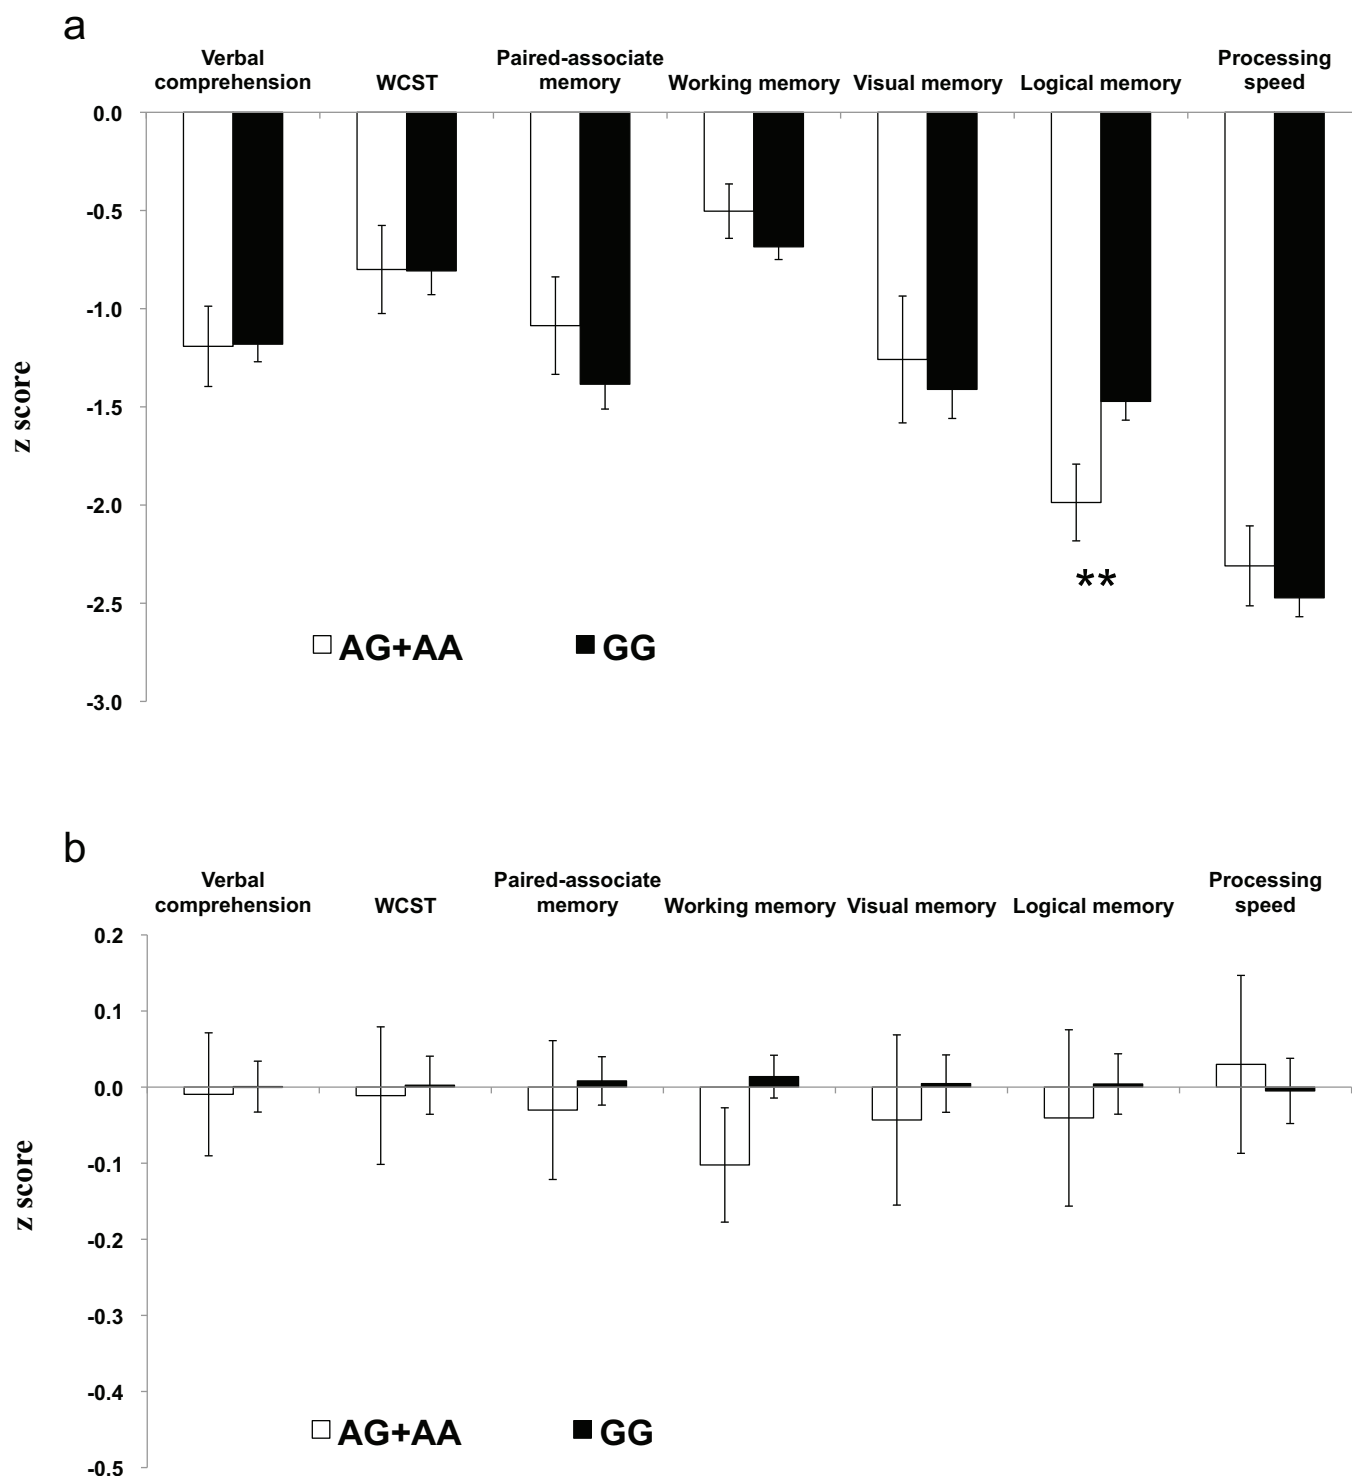 a
Verbal
comprehension
WCST
Paired-associate
memory
Working memory
Visual memory
Logical memory
Processing
speed
0.0
-0.5
-1.0
-1.5
-2.0
-2.5
-3.0
z score
**
AG+AA
GG
b
Verbal
comprehension
WCST
Paired-associate
memory
Working memory
Visual memory
Logical memory
Processing
speed
0.2
0.1
0.0
-0.1
-0.2
-0.3
-0.4
-0.5
z score
AG+AA
GG